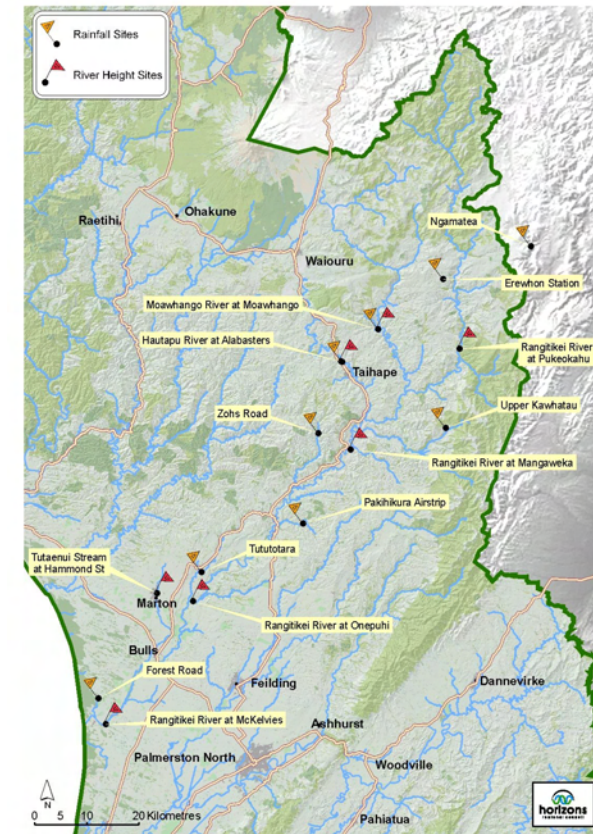 Rainfall Sites
River Height Sites
Ohakune
Raetihi
Ngamatea
Waiouru
Erewhon Station
Moawhango River at Moawhango
Hautapu River at Alabasters
Rangitikei River
at Pukeokahu
Taihape
Zohs Road
Upper Kawhatau
Rangitikei River at Mangaweka
Pakihikura Airstrip
Tututotara
Tutaenui Stream
at Hammond St
Marton
Rangitikei River at Onepuhi
Bulls
Forest Road
Feilding
Dannevirke
Rangitikei River at McKelvies
Ashhurst
Palmerston North
Woodville
N
0 5 10 20 Kilometres
Pahiatua
horizons
regional council